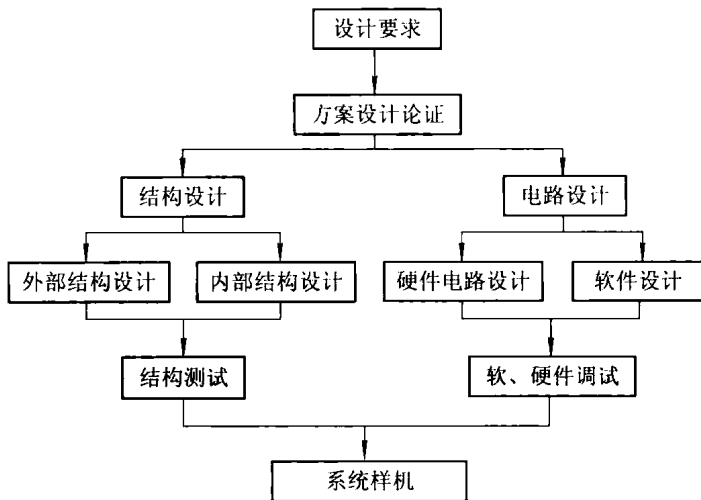 设计要求
方案设计论证
结构设计
电路设计
外部结构设计
内部结构设计
硬件电路设计
软件设计
结构测试
软、硬件调试
系统样机